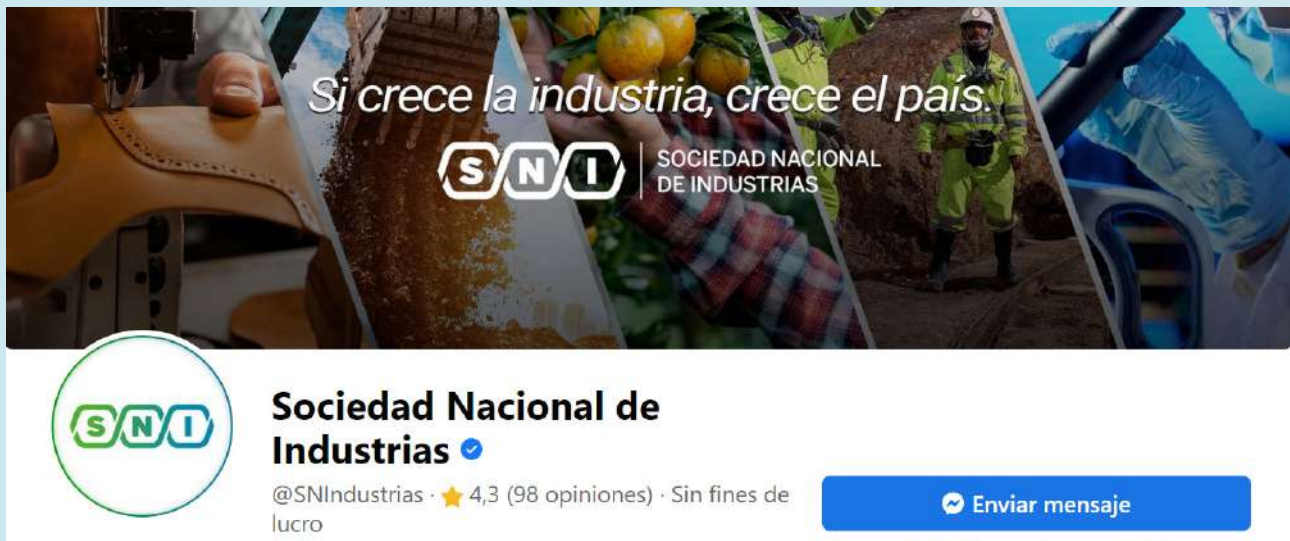 Si crece la industria, crece el país.
SNI
SOCIEDAD NACIONAL
DE INDUSTRIAS
SNI
Sociedad Nacional de
Industrias
@SNIndustrias · 4,3 (98 opiniones) · Sin fines de
lucro
Enviar mensaje